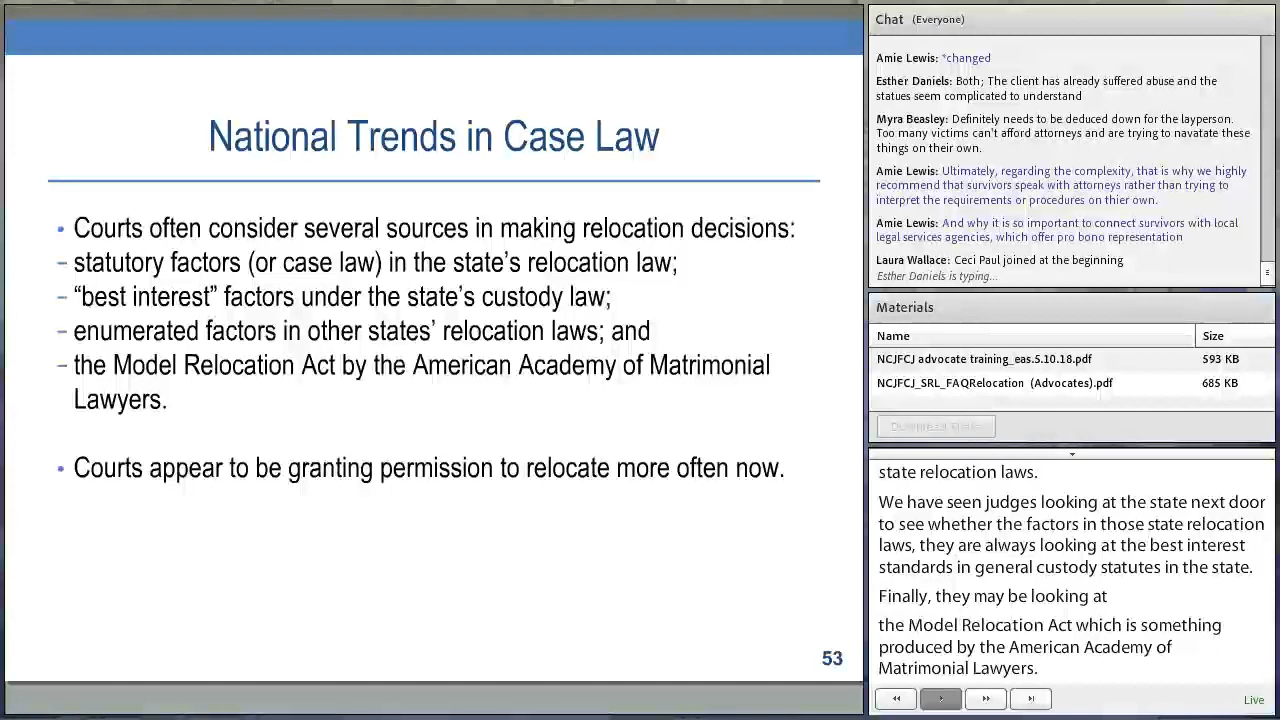 National Trends in Case Law
• Courts often consider several sources in making relocation decisions:
– statutory factors (or case law) in the state’s relocation law;
– “best interest” factors under the state’s custody law;
– enumerated factors in other states’ relocation laws; and
– the Model Relocation Act by the American Academy of Matrimonial
Lawyers.
• Courts appear to be granting permission to relocate more often now.
53
Chat (Everyone)
Amie Lewis: *changed
Esther Daniels: Both; The client has already suffered abuse and the
statues seem complicated to understand
Myra Beasley: Definitely needs to be deduced down for the layperson.
Too many victims can't afford attorneys and are trying to navatate these
things on their own.
Amie Lewis: Ultimately, regarding the complexity, that is why we highly
recommend that survivors speak with attorneys rather than trying to
interpret the requirements or procedures on thier own.
Amie Lewis: And why it is so important to connect survivors with local
legal services agencies, which offer pro bono representation
Laura Wallace: Ceci Paul joined at the beginning
Esther Daniels is typing...
Materials
Name Size
NCJFCJ advocate training_eas.5.10.18.pdf 593 KB
NCJFCJ_SRL_FAQRelocation (Advocates).pdf 685 KB
state relocation laws.
We have seen judges looking at the state next door
to see whether the factors in those state relocation
laws, they are always looking at the best interest
standards in general custody statutes in the state.
Finally, they may be looking at
the Model Relocation Act which is something
produced by the American Academy of
Matrimonial Lawyers.
Live